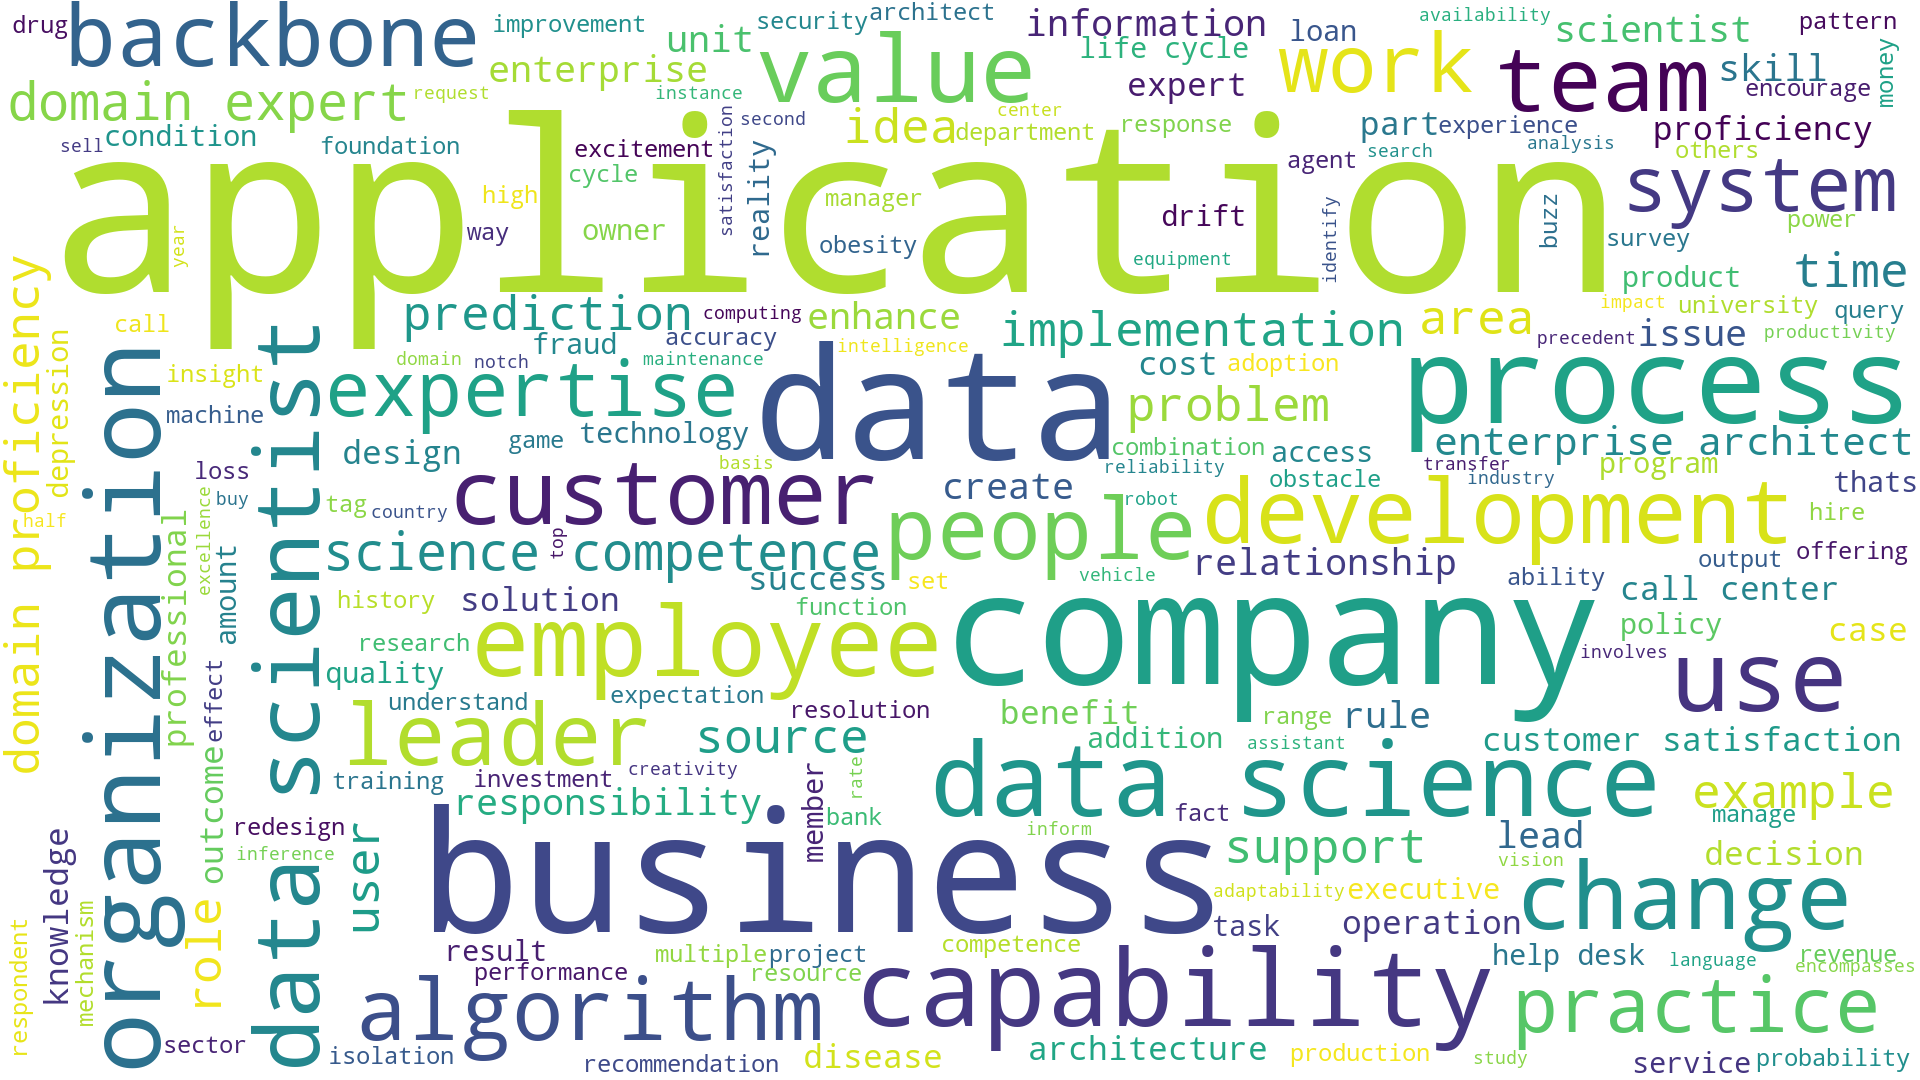 drug
backbone
improvement
security
architect
information
loan
availability
scientist
pattern
unit
value
life cycle
work
team
skill
money
domain expert
enterprise
request
instance
expert
encourage
condition
foundation
sell
application
excitement
satisfaction
second
idea
center
department
response
part
experience
proficiency
search
analysis
others
cycle
reality
agent
system
high
manager
way
owner
obesity
drift
identify
buzz
survey
power
year
equipment
product
time
domain proficiency
call
prediction
computing
enhance
implementation
area
impact
university
query
depression
organization
data scientist
fraud
accuracy
intelligence
precedent
issue
productivity
domain
notch
maintenance
insight
expertise
data
cost
adoption
process
machine
problem
design
game
technology
combination
access
enterprise architect
loss
basis
reliability
obstacle
transfer
industry
program
thats
buy
excellence
tag
country
customer
create
robot
people
development
hire
half
professional
amount
science
top
competence
success
set
vehicle
relationship
ability
output
offering
call center
history
solution
function
research
employee
company
policy
case
quality
involves
effect
understand
expectation
resolution
use
leader
source
benefit
range
rule
outcome
addition
assistant
customer satisfaction
training
investment
creativity
rate
data science
example
responsibility
member
bank
fact
manage
knowledge
redesign
user
business
inform
support
lead
inference
vision
decision
role
adaptability
executive
change
mechanism
respondent
task
operation
result
multiple
project
competence
help desk
language
revenue
performance
resource
encompasses
algorithm
capability
practice
sector
isolation
recommendation
disease
architecture
production
study
service
probability